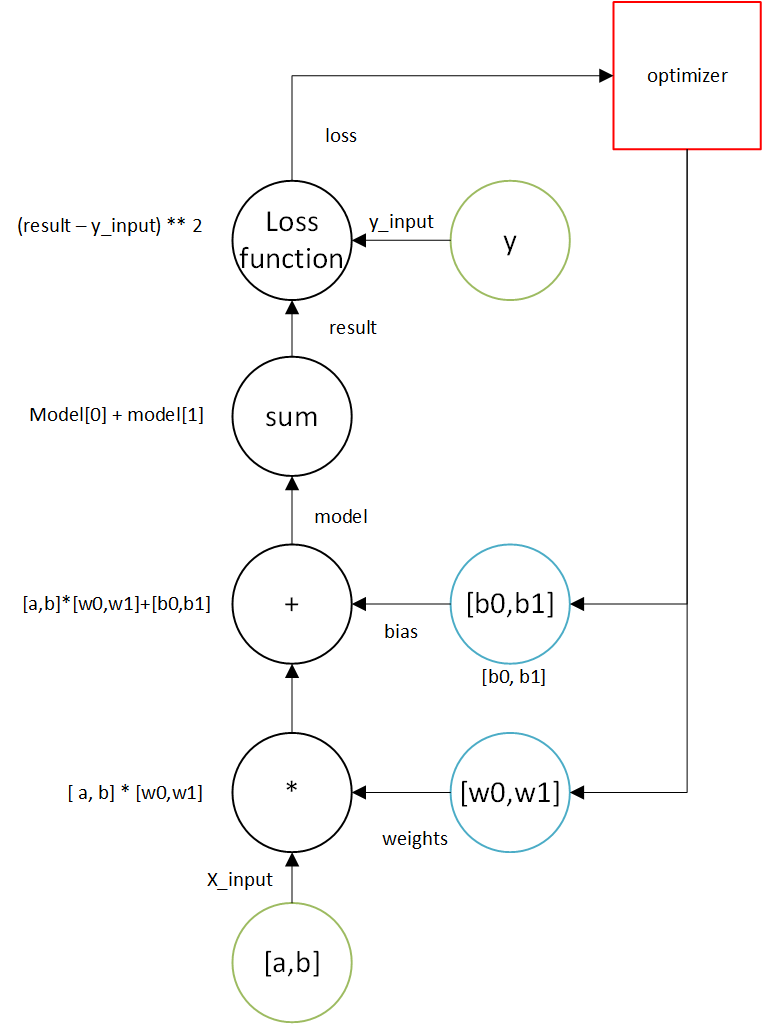 optimizer
loss
(result – y_input) ** 2
Loss
function
y_input
y
result
Model[0] + model[1]
sum
model
[a,b]*[w0,w1]+[b0,b1]
+
bias
[b0,b1]
[b0, b1]
[ a, b] * [w0,w1]
*
[w0,w1]
weights
X_input
[a,b]